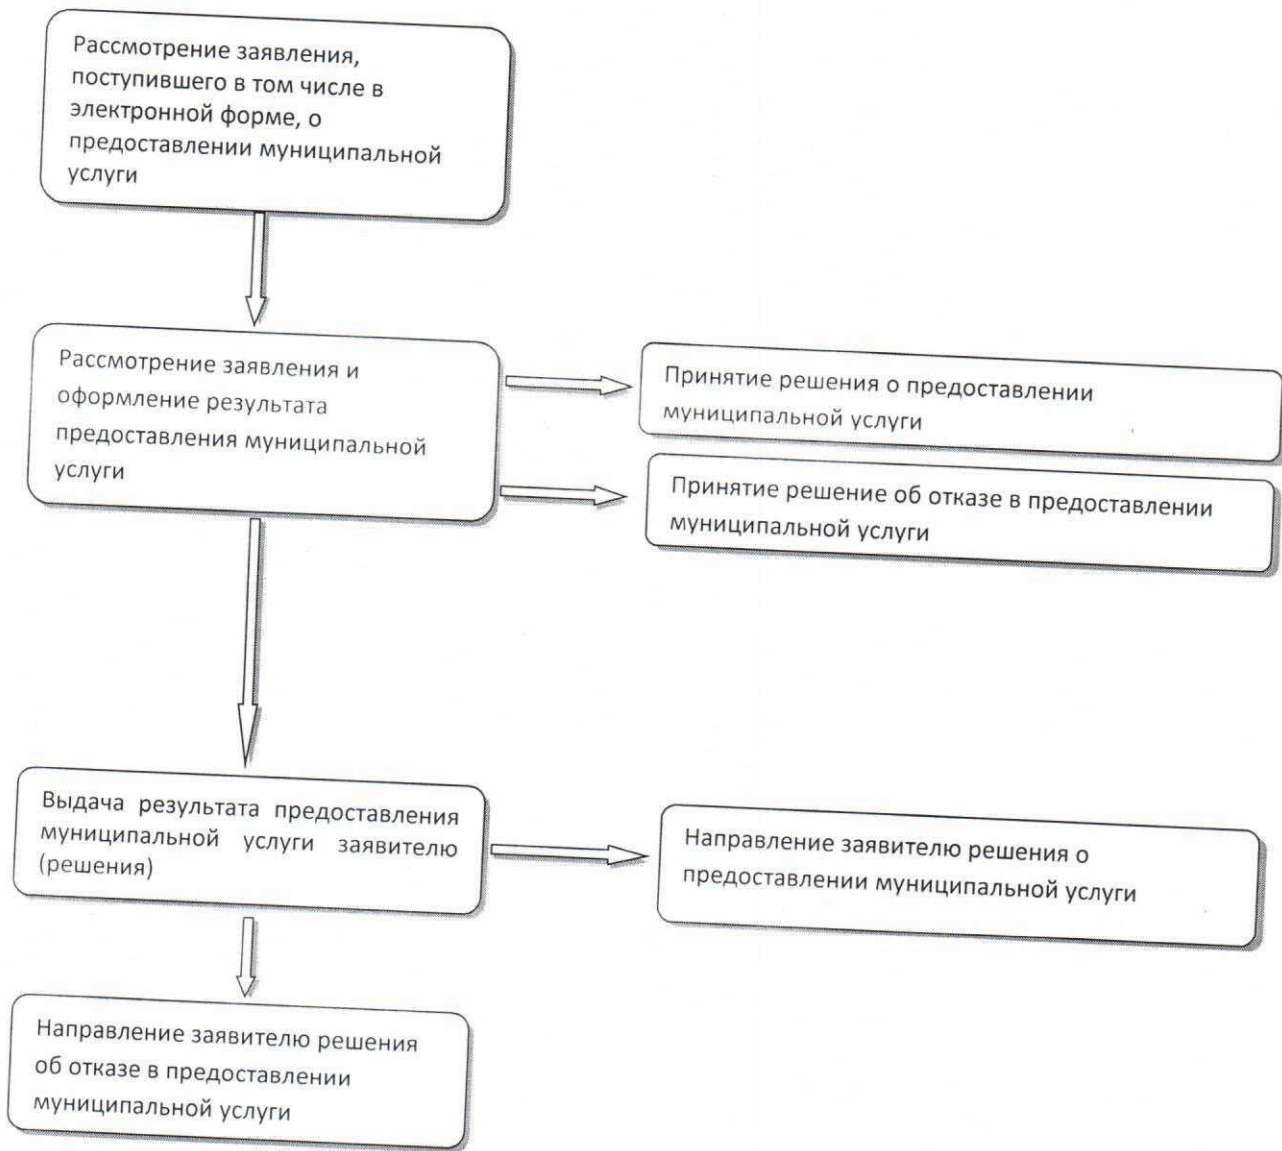 Рассмотрение заявления,
поступившего в том числе в
электронной форме, о
предоставлении муниципальной
услуги
Рассмотрение заявления и
оформление результата
предоставления муниципальной
услуги
Принятие решения о предоставлении
муниципальной услуги
Принятие решение об отказе в предоставлении
муниципальной услуги
Выдача результата предоставления
муниципальной услуги заявителю
(решения)
Направление заявителю решения о
предоставлении муниципальной услуги
Направление заявителю решения
об отказе в предоставлении
муниципальной услуги